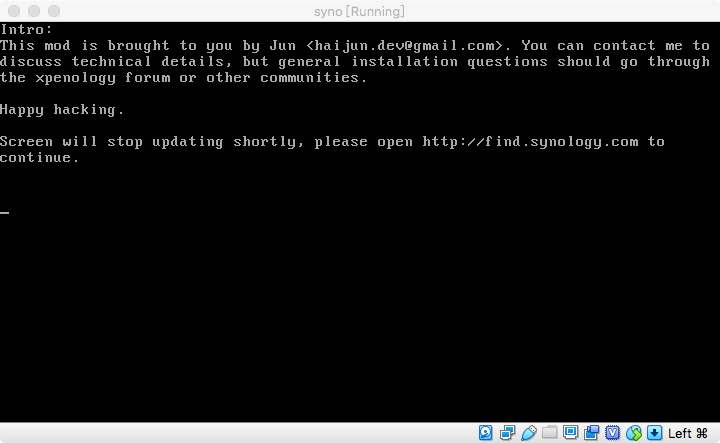 syno [Running]
Intro:
This mod is brought to you by Jun <haijun.dev@gmail.com>. You can contact me to
discuss technical details, but general installation questions should go through
the xpenology forum or other communities.
Happy hacking.
Screen will stop updating shortly, please open http://find.synology.com to
continue.
_
Left ⌘